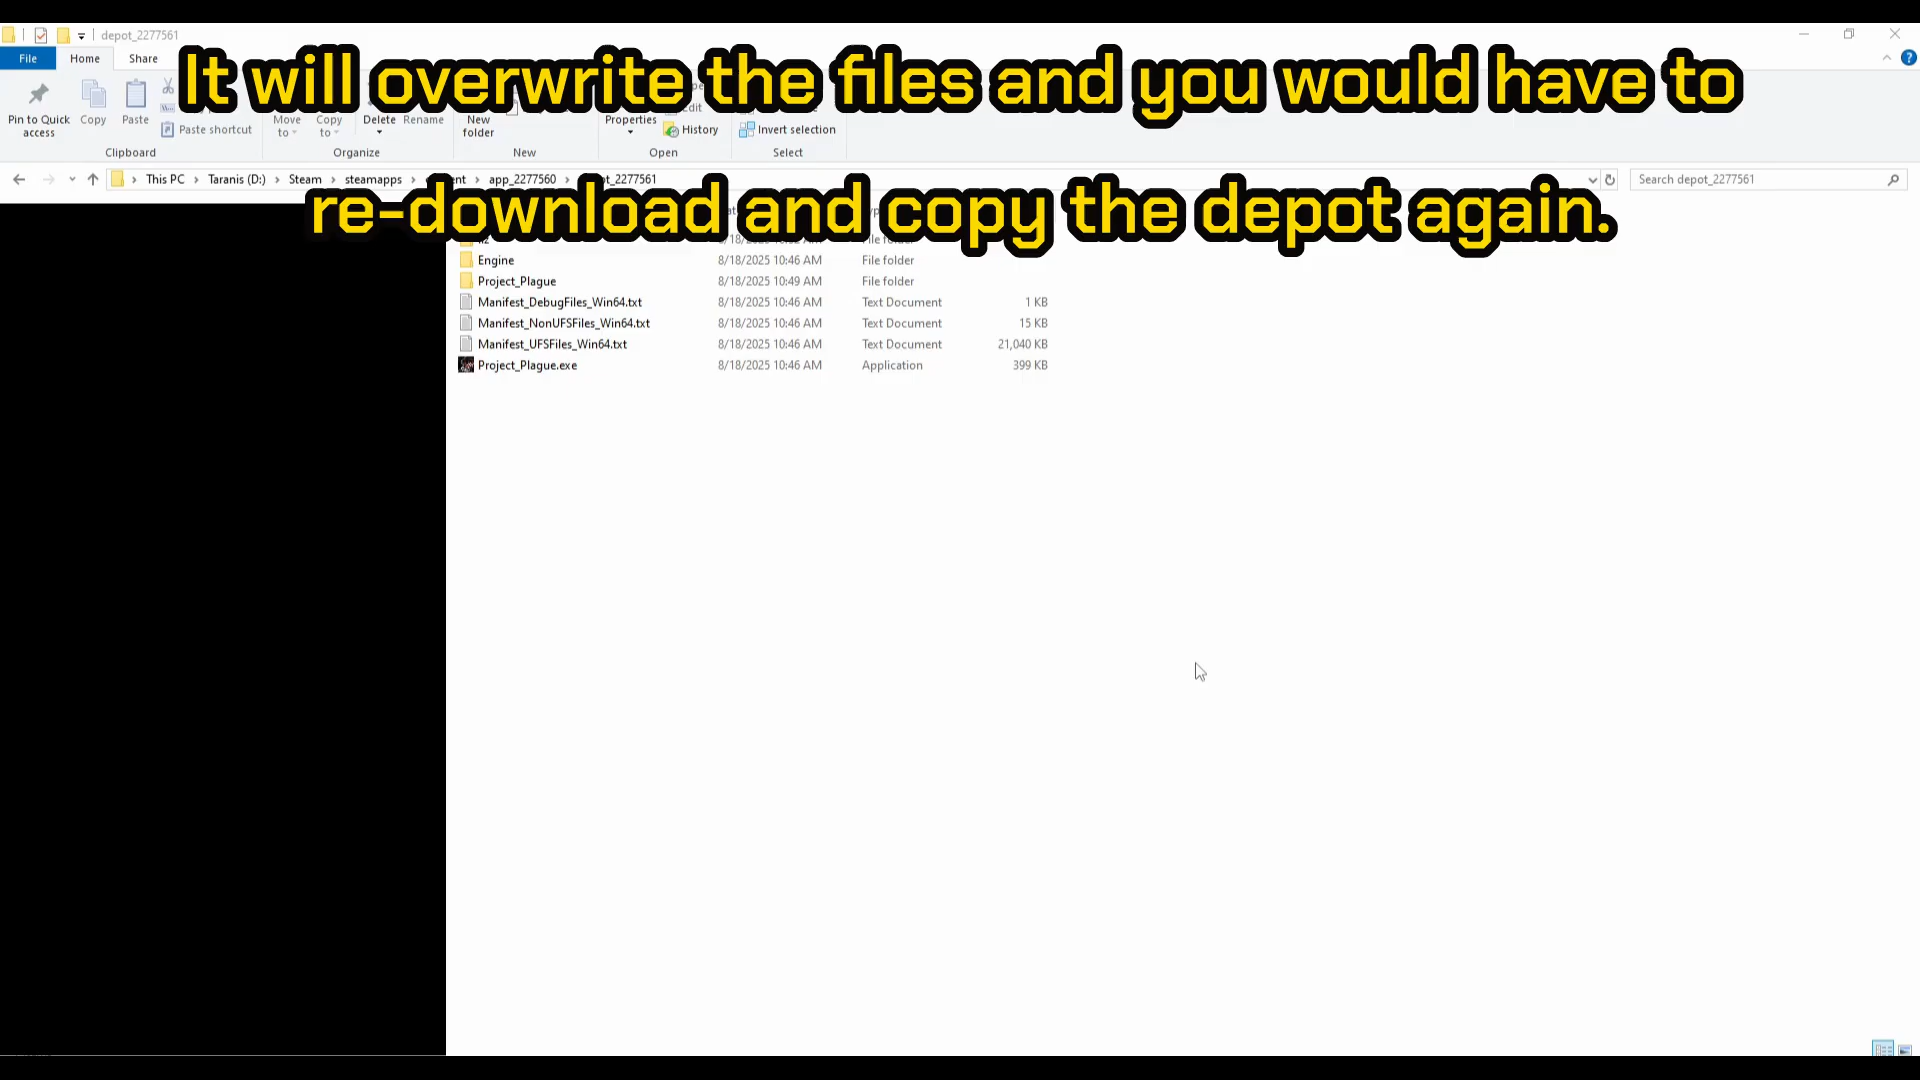 depot_2277561
File
Home
Share
It will overwrite the files and you would have to
Pin to Quick
access
Copy
Paste
Paste shortcut
Move
to
Copy
to
Delete
Rename
New
folder
Properties
History
Invert selection
Clipboard
Organize
New
Open
Select
This PC
Taranis (D:)
Steam
steamapps
app_2277560
Search depot_2277561
re-download and copy the depot again.
Engine 8/18/2025 10:46 AM File folder
Project_Plague 8/18/2025 10:49 AM File folder
Manifest_DebugFiles_Win64.txt 8/18/2025 10:46 AM Text Document 1 KB
Manifest_NonUFSFiles_Win64.txt 8/18/2025 10:46 AM Text Document 15 KB
Manifest_UFSFiles_Win64.txt 8/18/2025 10:46 AM Text Document 21,040 KB
Project_Plague.exe 8/18/2025 10:46 AM Application 399 KB